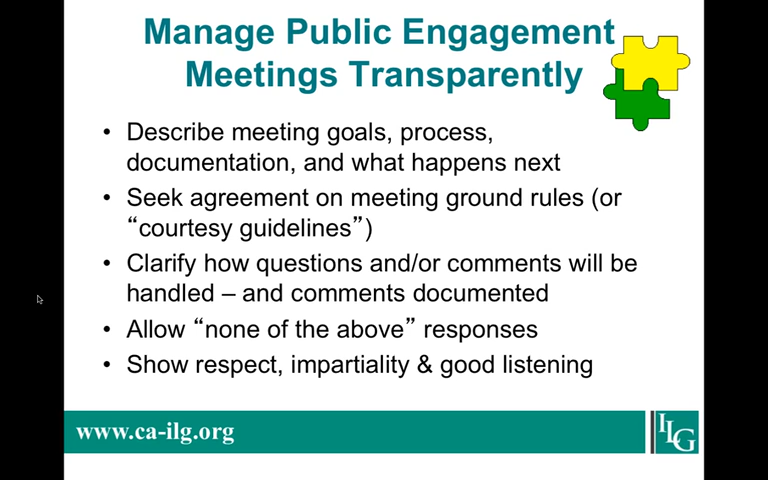 Manage Public Engagement
Meetings Transparently
• Describe meeting goals, process,
documentation, and what happens next
• Seek agreement on meeting ground rules (or
“courtesy guidelines”)
• Clarify how questions and/or comments will be
handled – and comments documented
• Allow “none of the above” responses
• Show respect, impartiality & good listening
www.ca-ilg.org
ILG